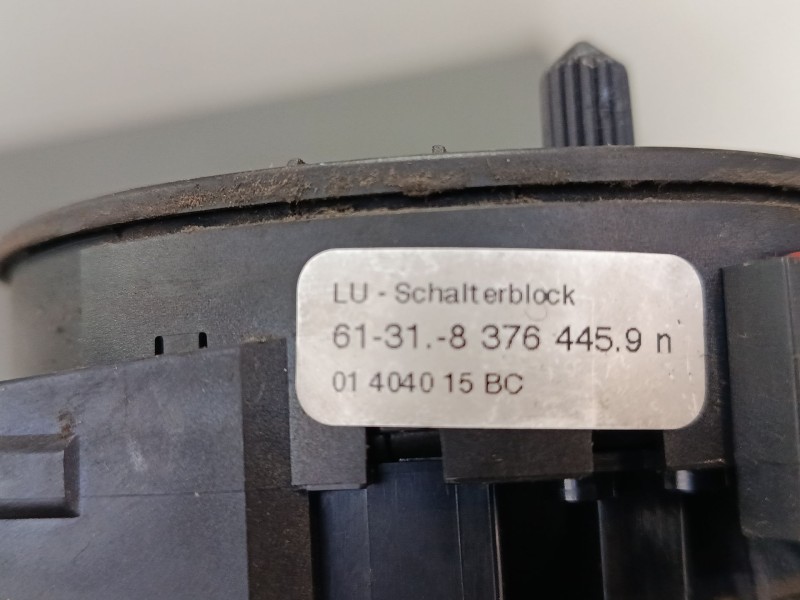 LU - Schalterblock
61-31.-8 376 445.9 n
01 4040 15 BC